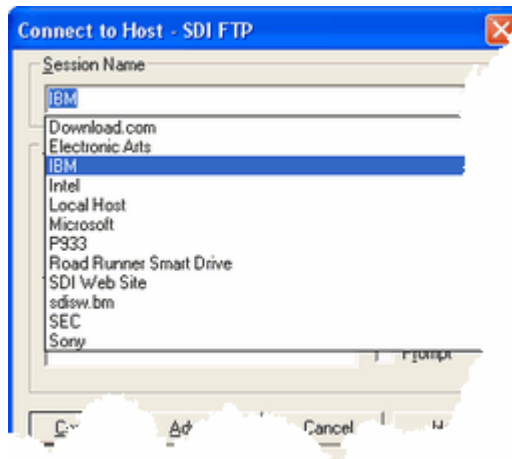 Connect to Host - SDI FTP
Session Name
IBM
Download.com
Electronic Arts
IBM
Intel
Local Host
Microsoft
P933
Road Runner Smart Drive
SDI Web Site
sdisw.bm
SEC
Sony
Prompt
Cancel